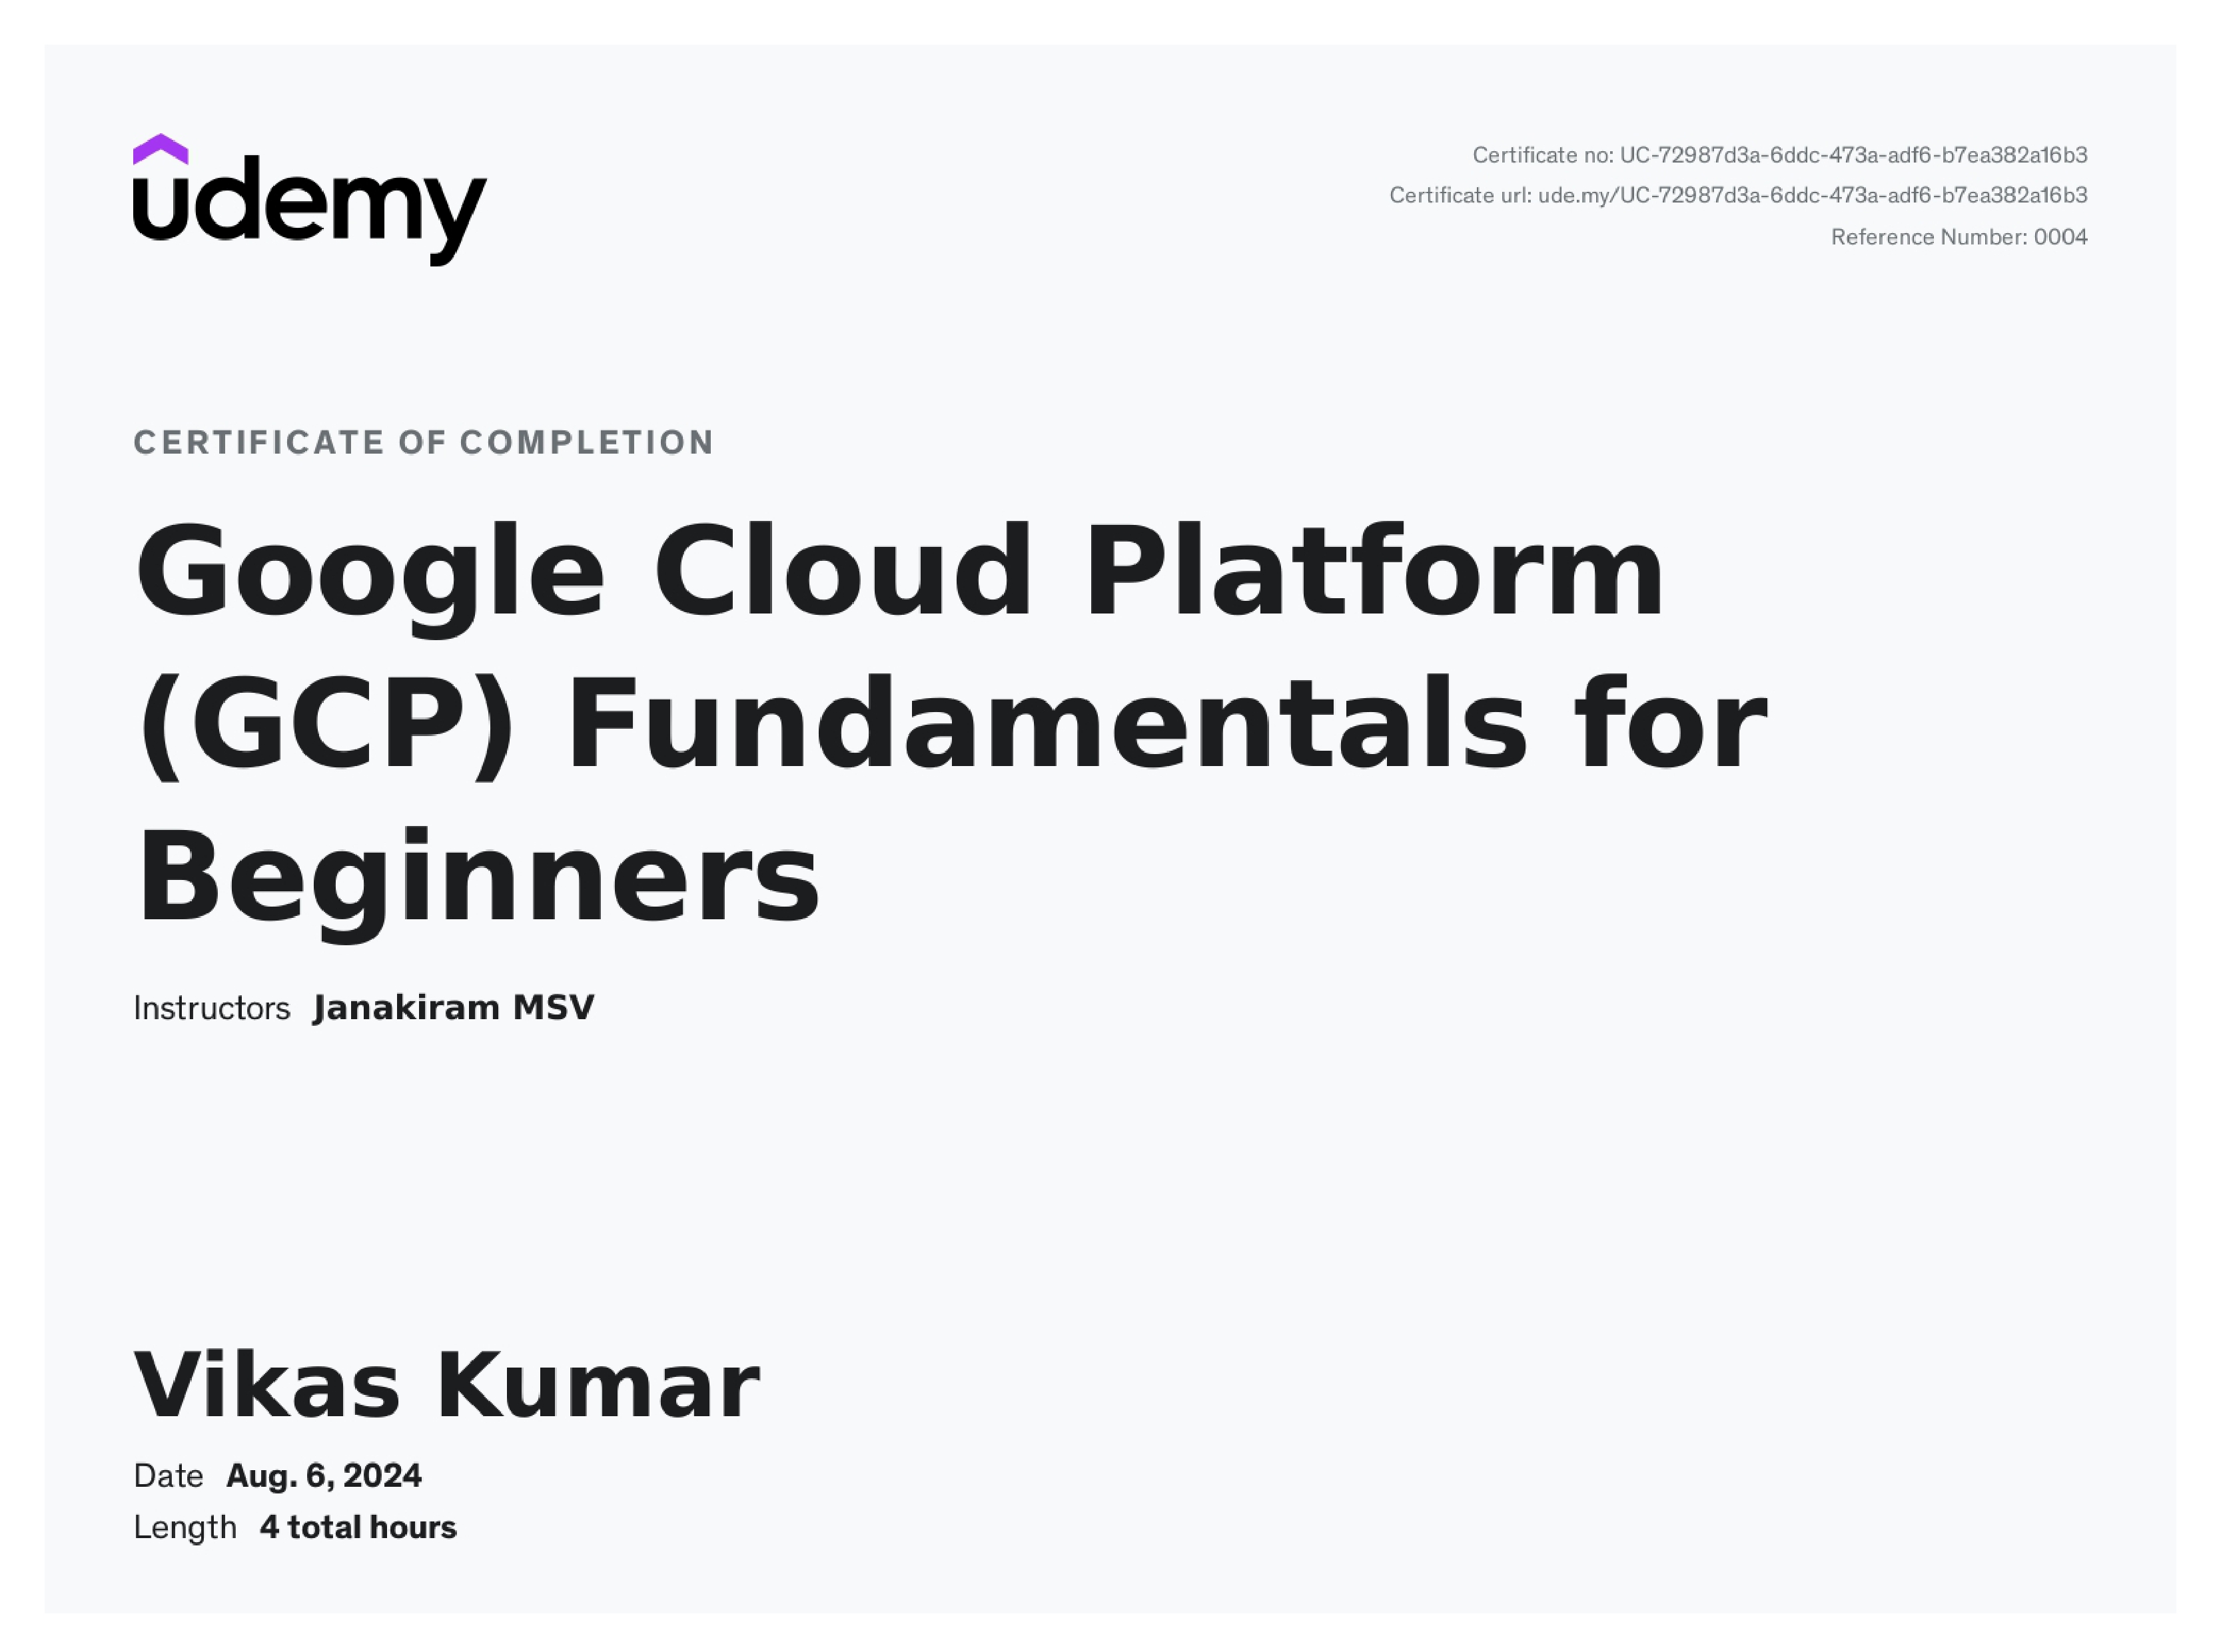 udemy
Certificate no: UC-72987d3a-6ddc-473a-adf6-b7ea382a16b3
Certificate url: ude.my/UC-72987d3a-6ddc-473a-adf6-b7ea382a16b3
Reference Number: 0004
CERTIFICATE OF COMPLETION
Google Cloud Platform
(GCP) Fundamentals for
Beginners
Instructors Janakiram MSV
Vikas Kumar
Date Aug. 6, 2024
Length 4 total hours